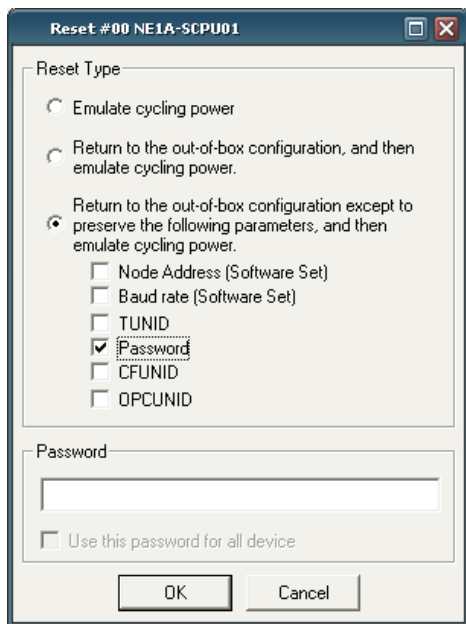 Reset #00 NE1A-SCPU01
Reset Type
Emulate cycling power
Return to the out-of-box configuration, and then
emulate cycling power.
Return to the out-of-box configuration except to
preserve the following parameters, and then
emulate cycling power.
Node Address (Software Set)
Baud rate (Software Set)
TUNID
Password
CFUNID
OPCUNID
Password
Use this password for all device
OK
Cancel